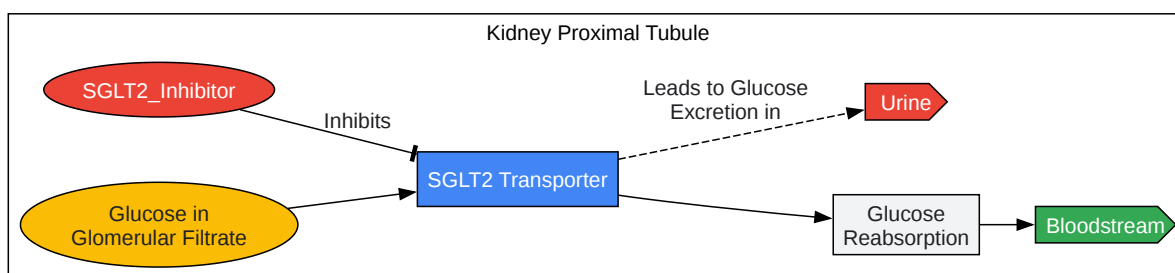 Kidney Proximal Tubule
SGLT2_Inhibitor
Inhibits
Leads to Glucose
Excretion in
Urine
SGLT2 Transporter
Glucose in
Glomerular Filtrate
Glucose
Reabsorption
Bloodstream